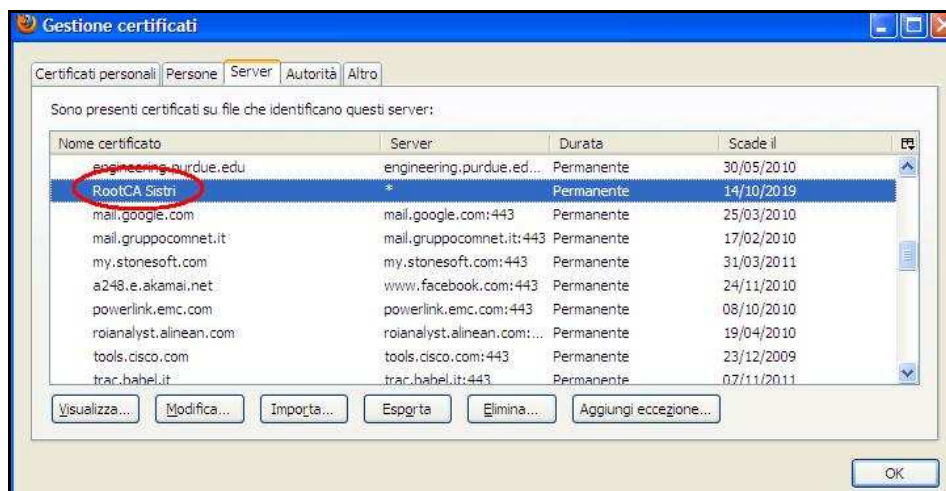 Gestione certificati
Certificati personali Persone Server Autorità Altro
Sono presenti certificati su file che identificano questi server:
Nome certificato Server Durata Scade il
engineering.purdue.edu engineering.purdue.ed... Permanente 30/05/2010
RootCA Sistri * Permanente 14/10/2019
mail.google.com mail.google.com:443 Permanente 25/03/2010
mail.gruppocomnet.it mail.gruppocomnet.it:443 Permanente 17/02/2010
my.stonesoft.com my.stonesoft.com:443 Permanente 31/03/2011
a248.e.akamai.net www.facebook.com:443 Permanente 24/11/2010
powerlink.emc.com powerlink.emc.com:443 Permanente 08/10/2010
roianalyst.alinean.com roianalyst.alinean.com:... Permanente 19/04/2010
tools.cisco.com tools.cisco.com:443 Permanente 23/12/2009
trac.babel.it trac.babel.it:443 Permanente 07/11/2011
Visualizza... Modifica... Importa... Esporta Elimina... Aggiungi eccezione...
OK